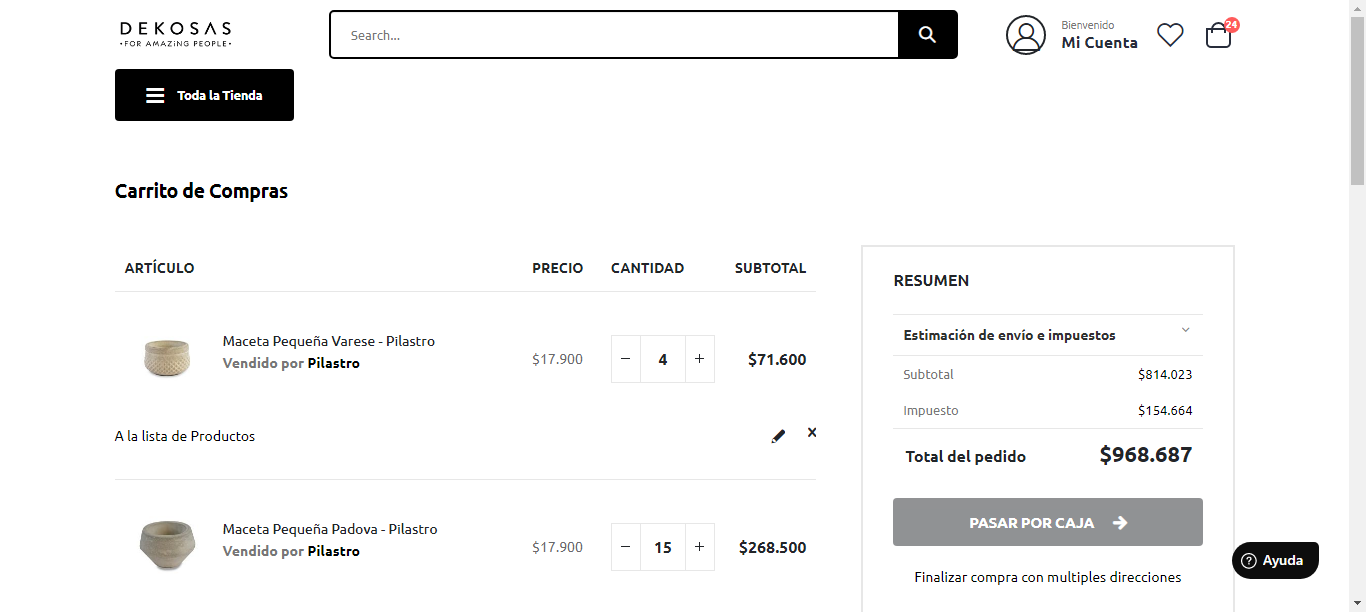 DEKOSAS
•FOR AMAZING PEOPLE•
Search...
Bienvenido
Mi Cuenta
24
Toda la Tienda
Carrito de Compras
ARTÍCULO PRECIO CANTIDAD SUBTOTAL
Maceta Pequeña Varese - Pilastro
Vendido por Pilastro
$17.900 − 4 + $71.600
A la lista de Productos
Maceta Pequeña Padova - Pilastro
Vendido por Pilastro
$17.900 − 15 + $268.500
RESUMEN
Estimación de envío e impuestos
Subtotal $814.023
Impuesto $154.664
Total del pedido $968.687
PASAR POR CAJA
Finalizar compra con multiples direcciones
Ayuda